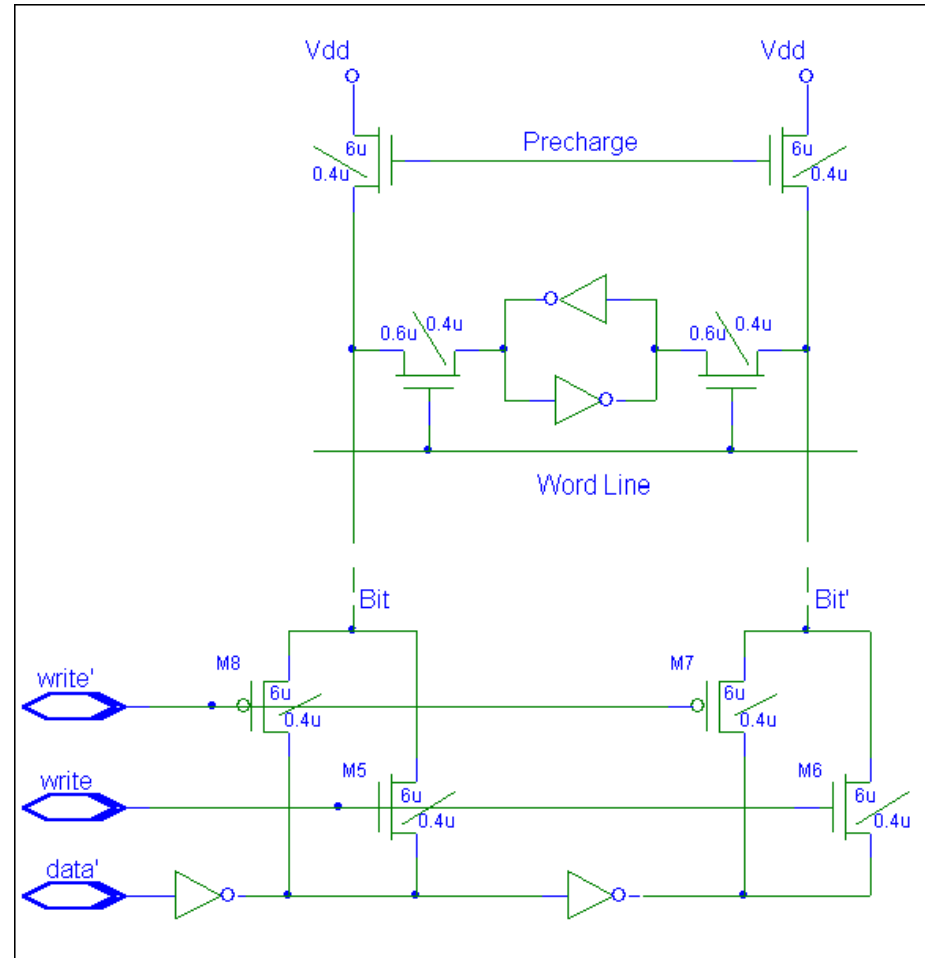 Vdd
Vdd
6u
0.4u
Precharge
6u
0.4u
0.6u
0.4u
0.6u
0.4u
Word Line
Bit
Bit'
M8
6u
0.4u
M7
6u
0.4u
write'
M5
6u
0.4u
M6
6u
0.4u
write
data'